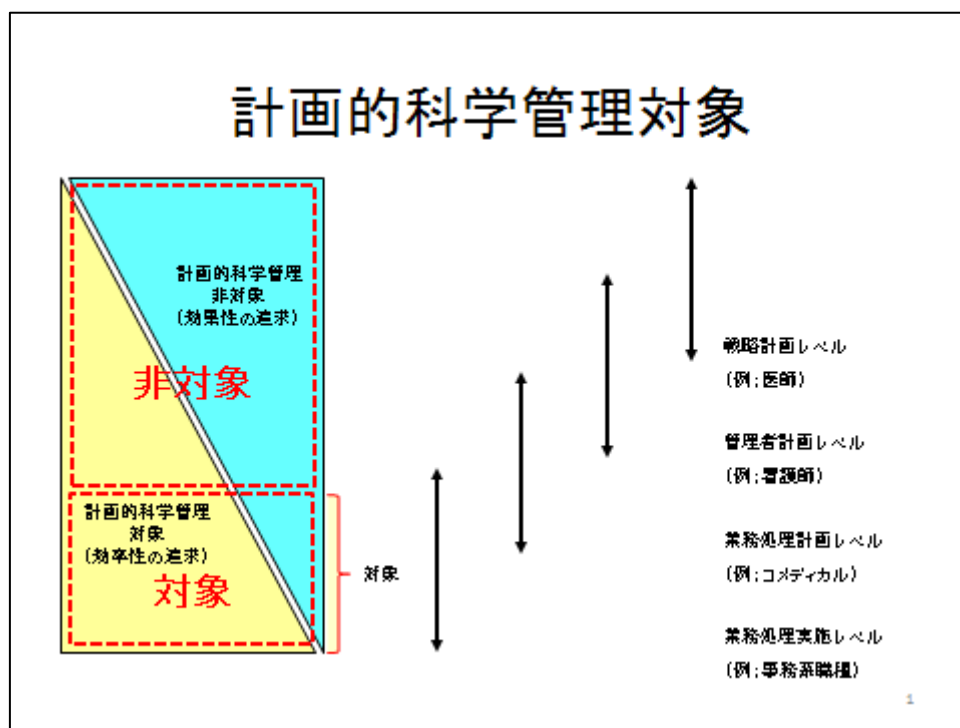 計画的科学管理対象
計画的科学管理
非対象
(効果性の追求)
非対象
計画的科学管理
対象
(効率性の追求)
対象
対象
戦略計画レベル
(例;医師)
管理者計画レベル
(例;看護師)
業務処理計画レベル
(例;コメディカル)
業務処理実施レベル
(例;事務系職種)
1